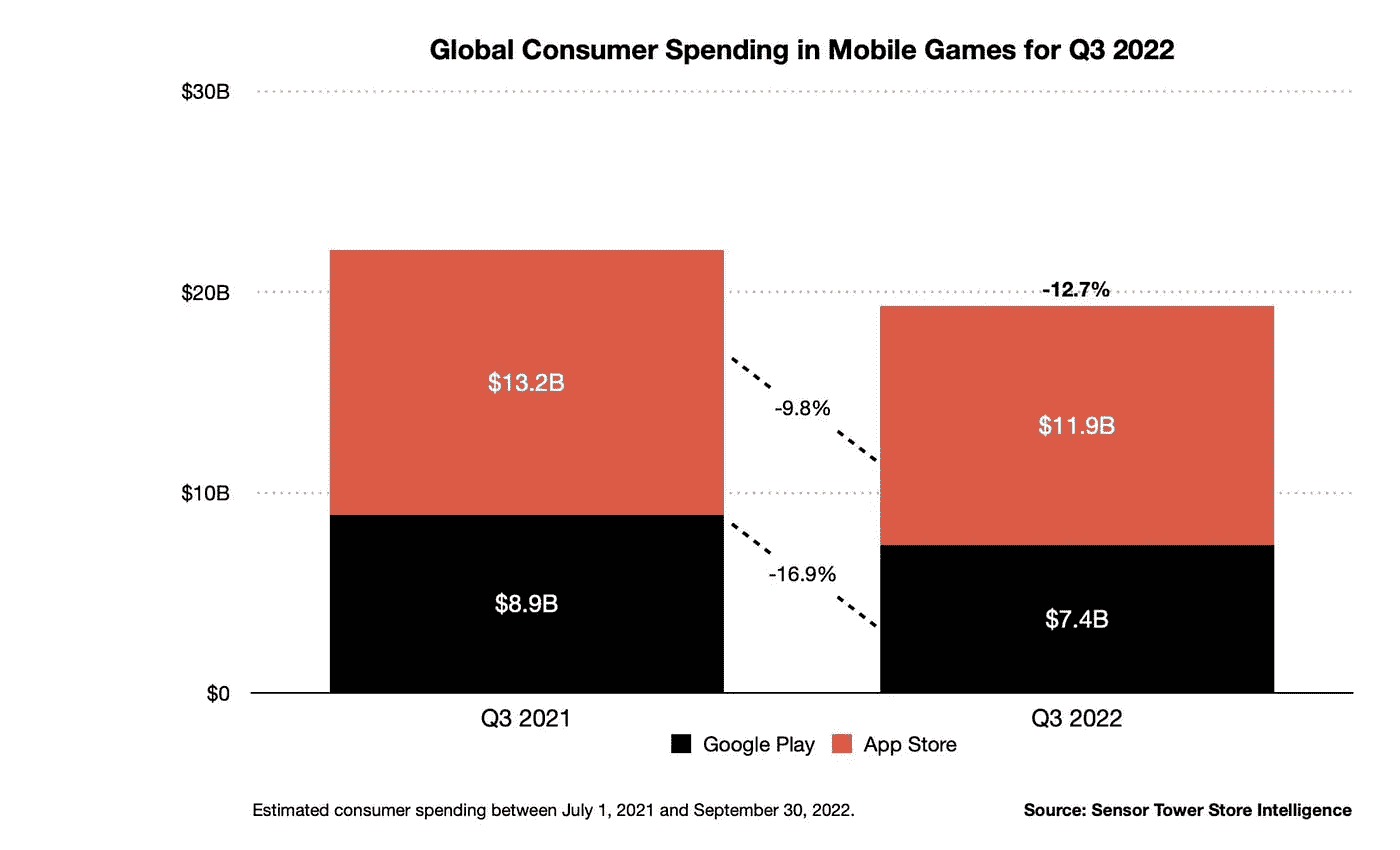 Global Consumer Spending in Mobile Games for Q3 2022
$30B
$20B
-12.7%
$13.2B
-9.8%
$11.9B
$10B
-16.9%
$8.9B
$7.4B
$0
Q3 2021
Q3 2022
Google Play
App Store
Estimated consumer spending between July 1, 2021 and September 30, 2022.
Source: Sensor Tower Store Intelligence